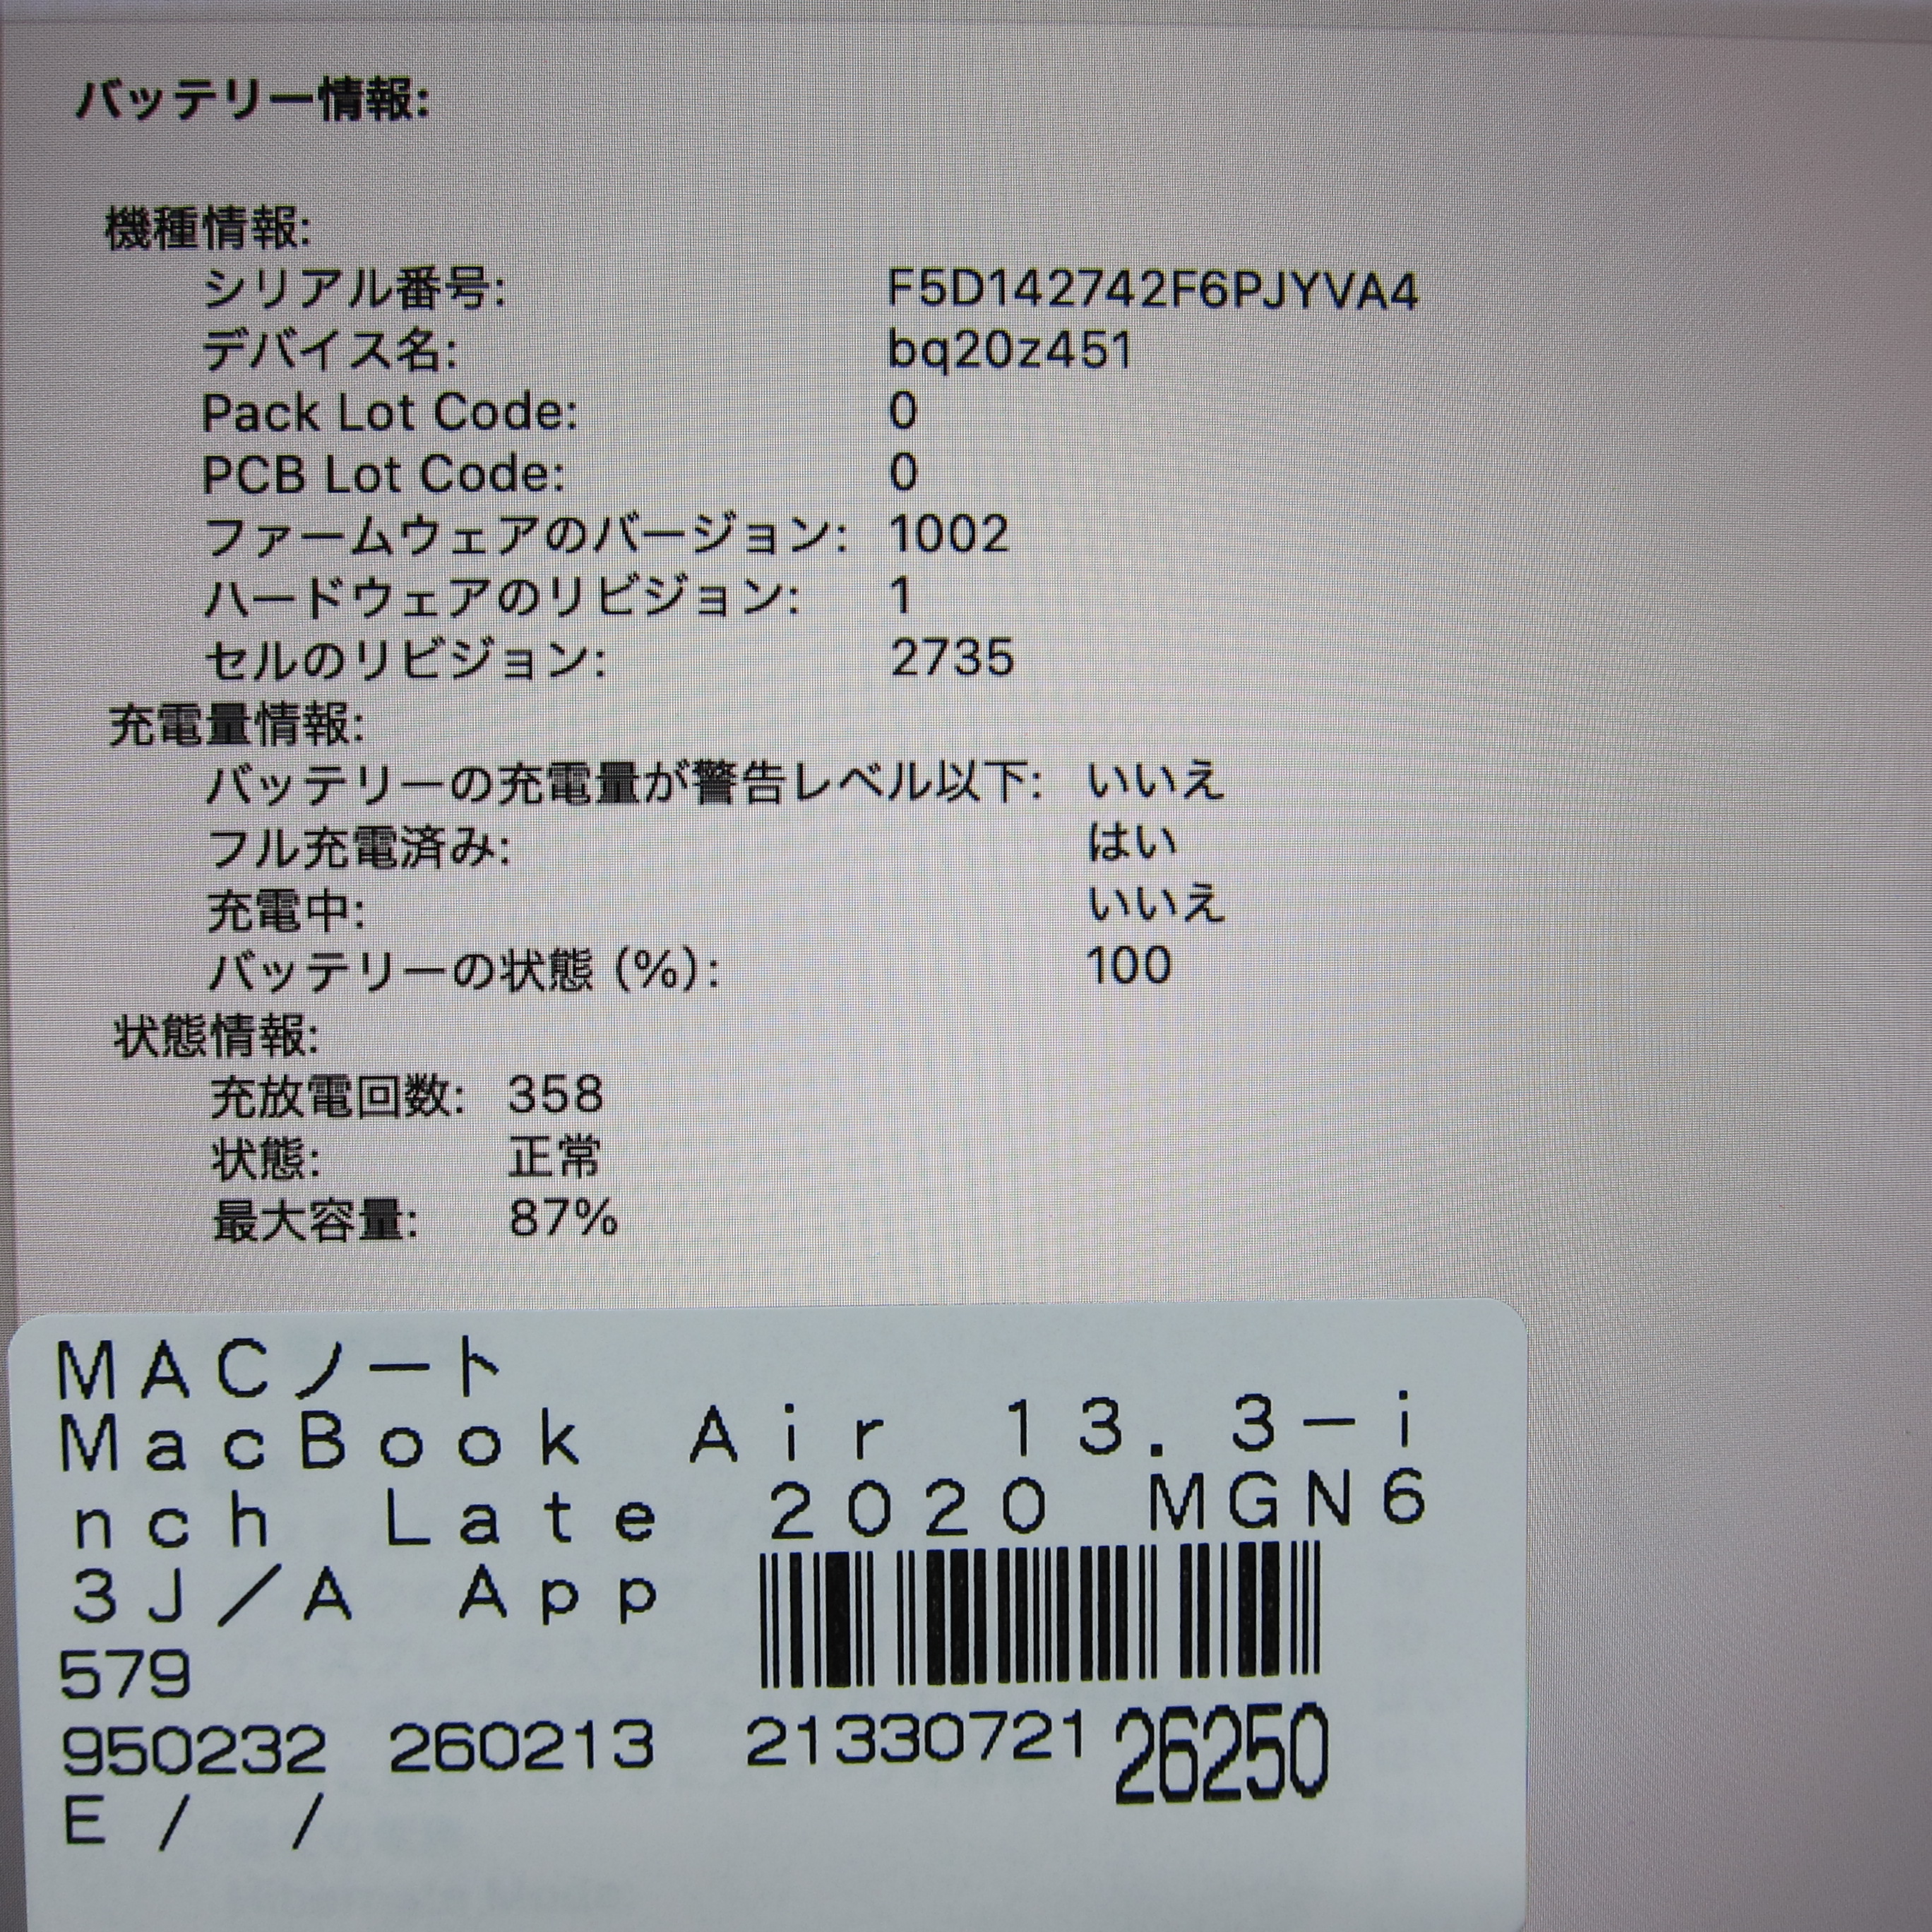 バッテリー情報:
機種情報:
シリアル番号: F5D142742F6PJYVA4
デバイス名: bq20z451
Pack Lot Code: 0
PCB Lot Code: 0
ファームウェアのバージョン: 1002
ハードウェアのリビジョン: 1
セルのリビジョン: 2735
充電量情報:
バッテリーの充電量が警告レベル以下: いいえ
フル充電済み: はい
充電中: いいえ
バッテリーの状態 (%): 100
状態情報:
充放電回数: 358
状態: 正常
最大容量: 87%
MACノート
MacBook Air 13.3-i
nch Late 2020 MGN6
3J/A App
579
950232 260213 21330721 26250
E / /